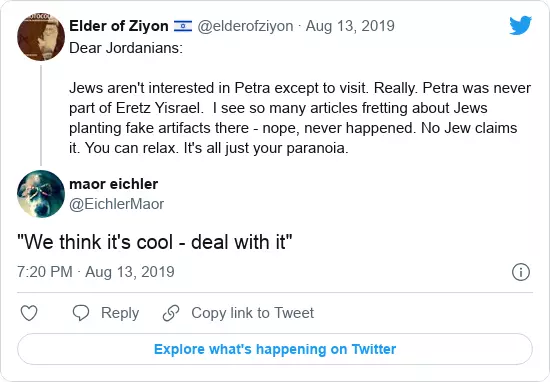 Elder of Ziyon 🇮🇱 @elderofziyon · Aug 13, 2019
Dear Jordanians:
Jews aren't interested in Petra except to visit. Really. Petra was never
part of Eretz Yisrael.  I see so many articles fretting about Jews
planting fake artifacts there - nope, never happened. No Jew claims
it. You can relax. It's all just your paranoia.
maor eichler
@EichlerMaor
"We think it's cool - deal with it"
7:20 PM · Aug 13, 2019
Reply
Copy link to Tweet
Explore what's happening on Twitter